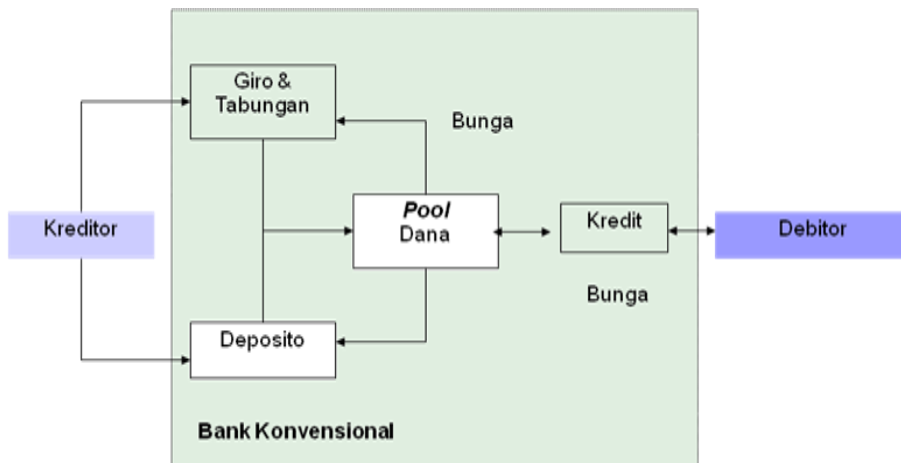 Giro &
Tabungan
Bunga
Kreditor
Pool
Dana
Kredit
Debitor
Bunga
Deposito
Bank Konvensional